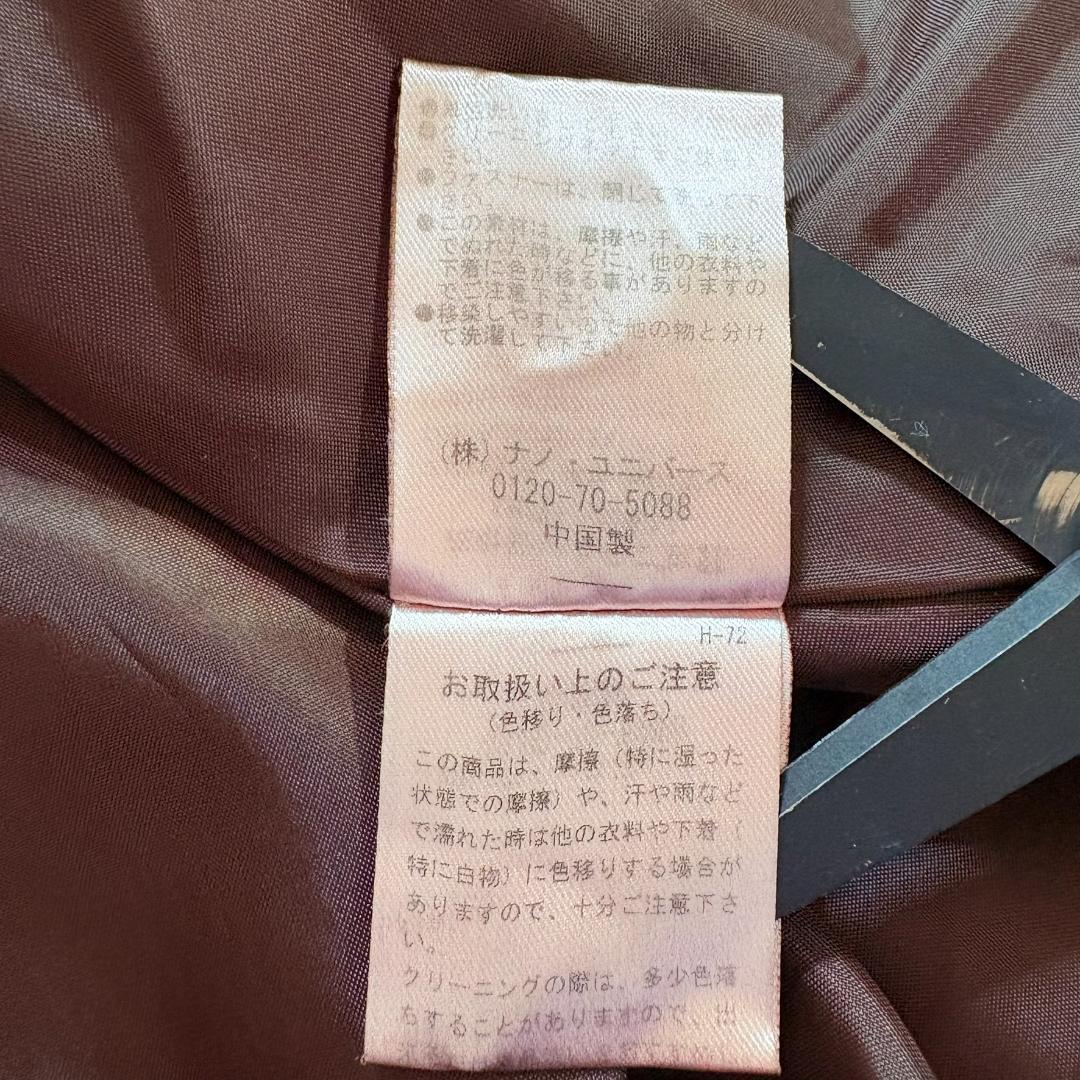 さい。
●ファスナーは、閉じて
さい。
●この素材は、摩擦や汗、雨など
でぬれた時などに、他の衣料や
下着に色が移る事がありますの
でご注意下さい。
●移染しやすいので他の物と分け
て洗濯して下さい。
(株)ナノ・ユニバース
0120-70-5088
中国製
H-72
お取扱い上のご注意
(色移り・色落ち)
この商品は、摩擦(特に湿った
状態での摩擦)や、汗や雨など
で濡れた時は他の衣料や下着(
特に白物)に色移りする場合が
ありますので、十分ご注意下さ
い。
クリーニングの際は、多少色落
ちすることがありますので、出